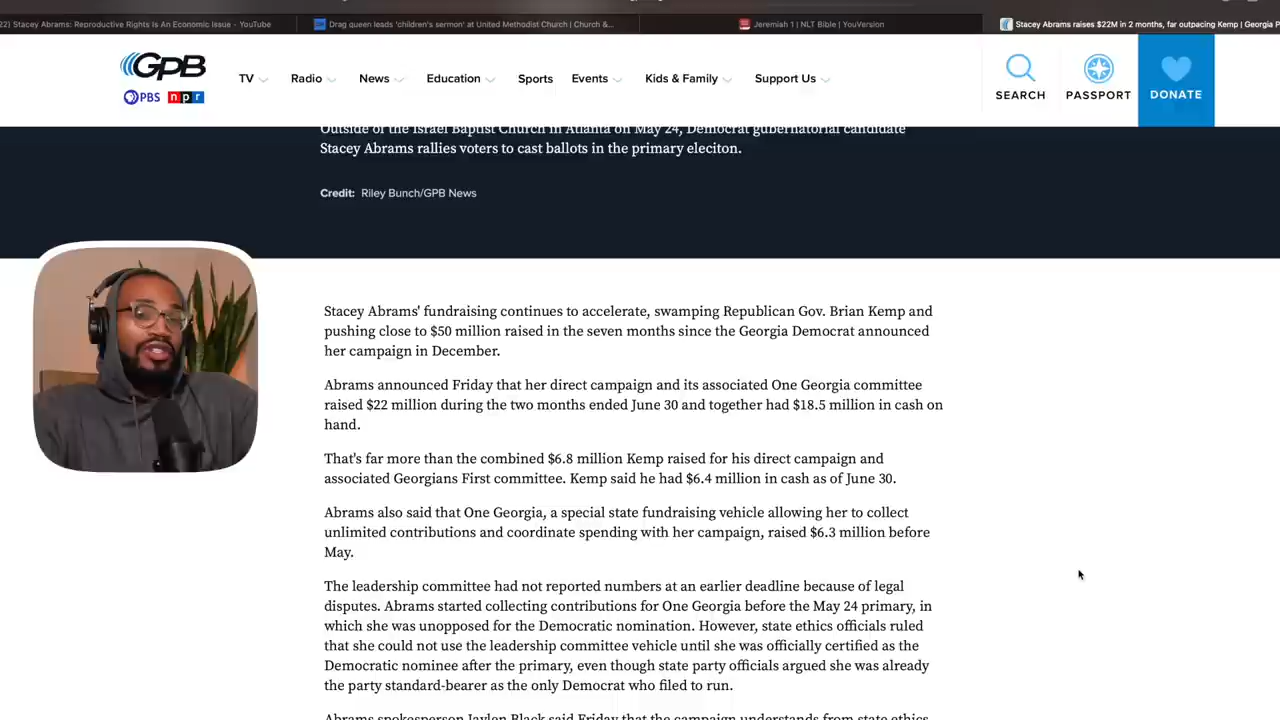 22) Stacey Abrams: Reproductive Rights Is An Economic Issue - YouTube
Drag queen leads 'children's sermon' at United Methodist Church | Church &...
Jeremiah 1 | NLT Bible | YouVersion
Stacey Abrams raises $22M in 2 months, far outpacing Kemp | Georgia P
GPB
PBS npr
TV
Radio
News
Education
Sports
Events
Kids & Family
Support Us
SEARCH
PASSPORT
DONATE
Outside of the Israel Baptist Church in Atlanta on May 24, Democrat gubernatorial candidate
Stacey Abrams rallies voters to cast ballots in the primary eleciton.
Credit: Riley Bunch/GPB News
Stacey Abrams' fundraising continues to accelerate, swamping Republican Gov. Brian Kemp and
pushing close to $50 million raised in the seven months since the Georgia Democrat announced
her campaign in December.
Abrams announced Friday that her direct campaign and its associated One Georgia committee
raised $22 million during the two months ended June 30 and together had $18.5 million in cash on
hand.
That's far more than the combined $6.8 million Kemp raised for his direct campaign and
associated Georgians First committee. Kemp said he had $6.4 million in cash as of June 30.
Abrams also said that One Georgia, a special state fundraising vehicle allowing her to collect
unlimited contributions and coordinate spending with her campaign, raised $6.3 million before
May.
The leadership committee had not reported numbers at an earlier deadline because of legal
disputes. Abrams started collecting contributions for One Georgia before the May 24 primary, in
which she was unopposed for the Democratic nomination. However, state ethics officials ruled
that she could not use the leadership committee vehicle until she was officially certified as the
Democratic nominee after the primary, even though state party officials argued she was already
the party standard-bearer as the only Democrat who filed to run.
Abrams spokesperson Jaylen Black said Friday that the campaign understands from state ethics